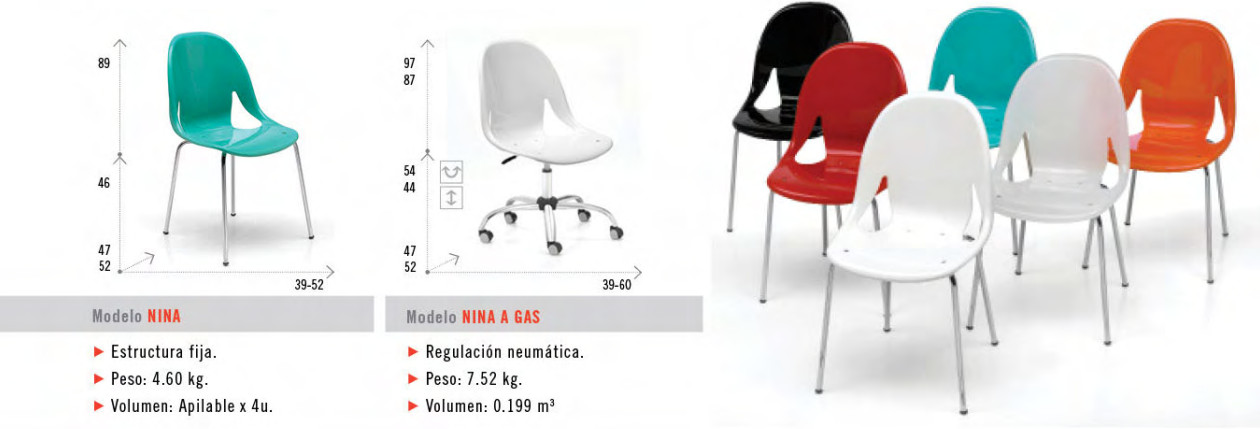 89
46
47
52
39-52
Modelo NINA
► Estructura fija.
► Peso: 4.60 kg.
► Volumen: Apilable x 4u.
97
87
54
44
47
52
39-60
Modelo NINA A GAS
► Regulación neumática.
► Peso: 7.52 kg.
► Volumen: 0.199 m³